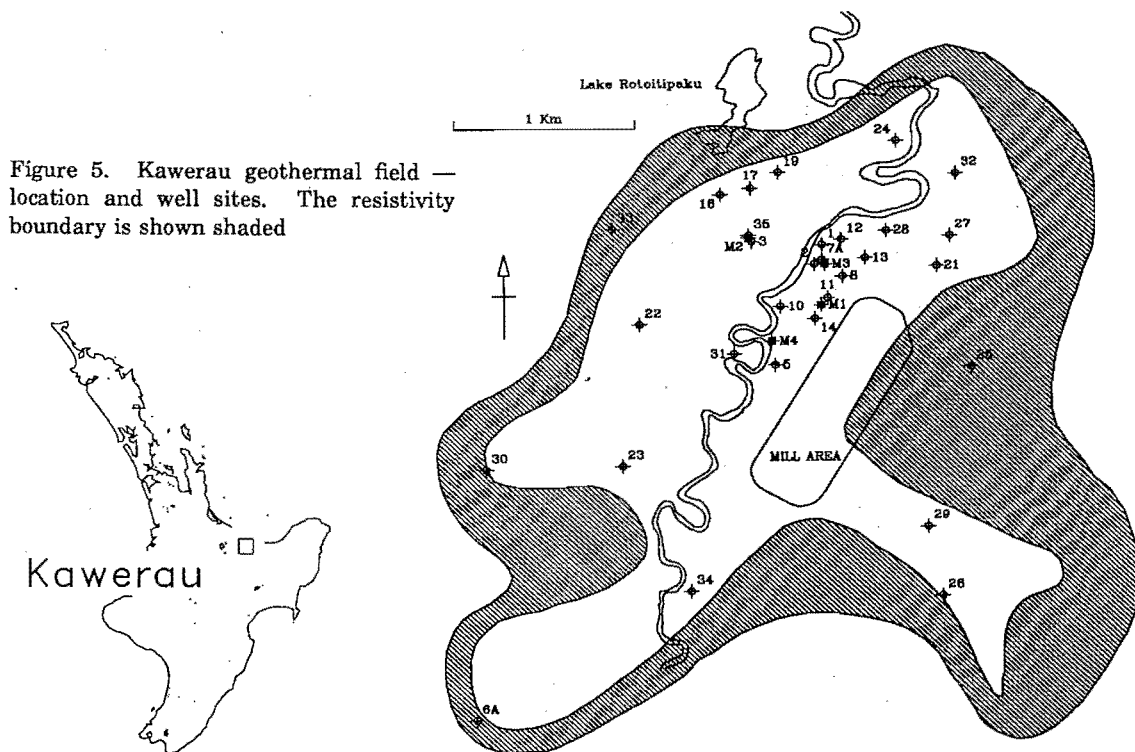 Lake Rotoitipaku
1 Km
Figure 5. Kawerau geothermal field —
location and well sites. The resistivity
boundary is shown shaded
24
19
17
16
32
35
M2
3
1
12
28
27
7A
M3
13
21
8
11
10
M1
14
22
31
M4
5
MILL AREA
30
23
29
34
26
6A
Kawerau